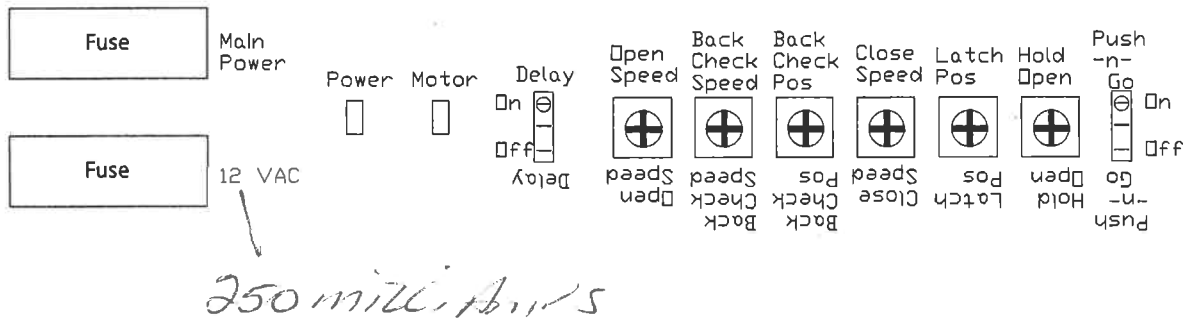 Fuse
Main
Power
Fuse
12 VAC
Power
Motor
Delay
On
Off
Delay
Open
Speed
Open
Speed
Back
Check
Speed
Back
Check
Speed
Back
Check
Pos
Back
Check
Pos
Close
Speed
Close
Speed
Latch
Pos
Latch
Pos
Hold
Open
Hold
Open
Push
-n-
Go
On
Off
Push
-n-
Go
250 milliAmps